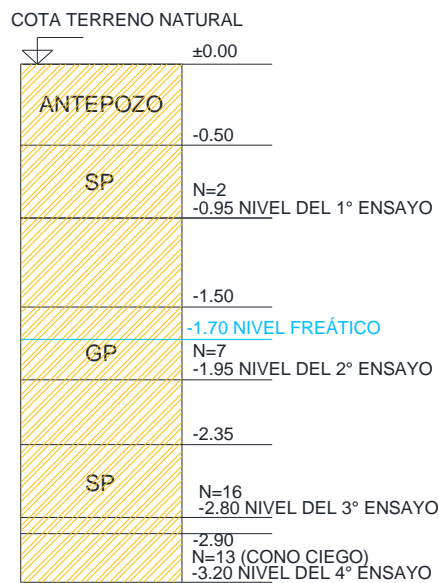 COTA TERRENO NATURAL
±0.00
ANTEPOZO
-0.50
SP
N=2
-0.95 NIVEL DEL 1° ENSAYO
-1.50
-1.70 NIVEL FREÁTICO
GP
N=7
-1.95 NIVEL DEL 2° ENSAYO
-2.35
SP
N=16
-2.80 NIVEL DEL 3° ENSAYO
-2.90
N=13 (CONO CIEGO)
-3.20 NIVEL DEL 4° ENSAYO